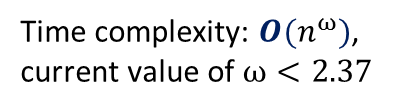 Time complexity: O(n^ω),
current value of ω < 2.37